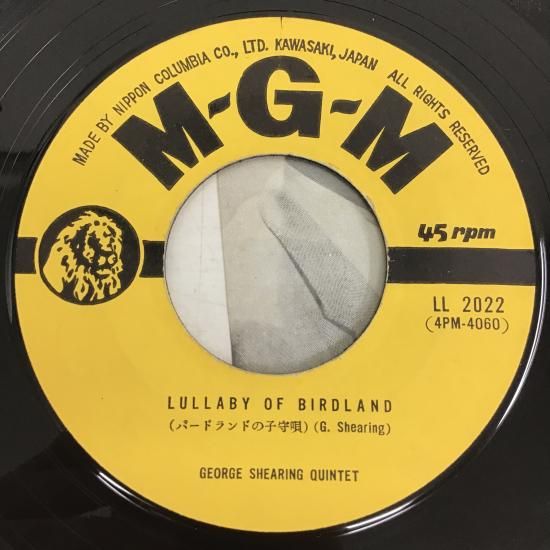 MADE BY NIPPON COLUMBIA CO., LTD. KAWASAKI, JAPAN ALL RIGHTS RESERVED
M-G-M
45 rpm
LL 2022
(4PM-4060)
LULLABY OF BIRDLAND
(バードランドの子守唄) (G. Shearing)
GEORGE SHEARING QUINTET